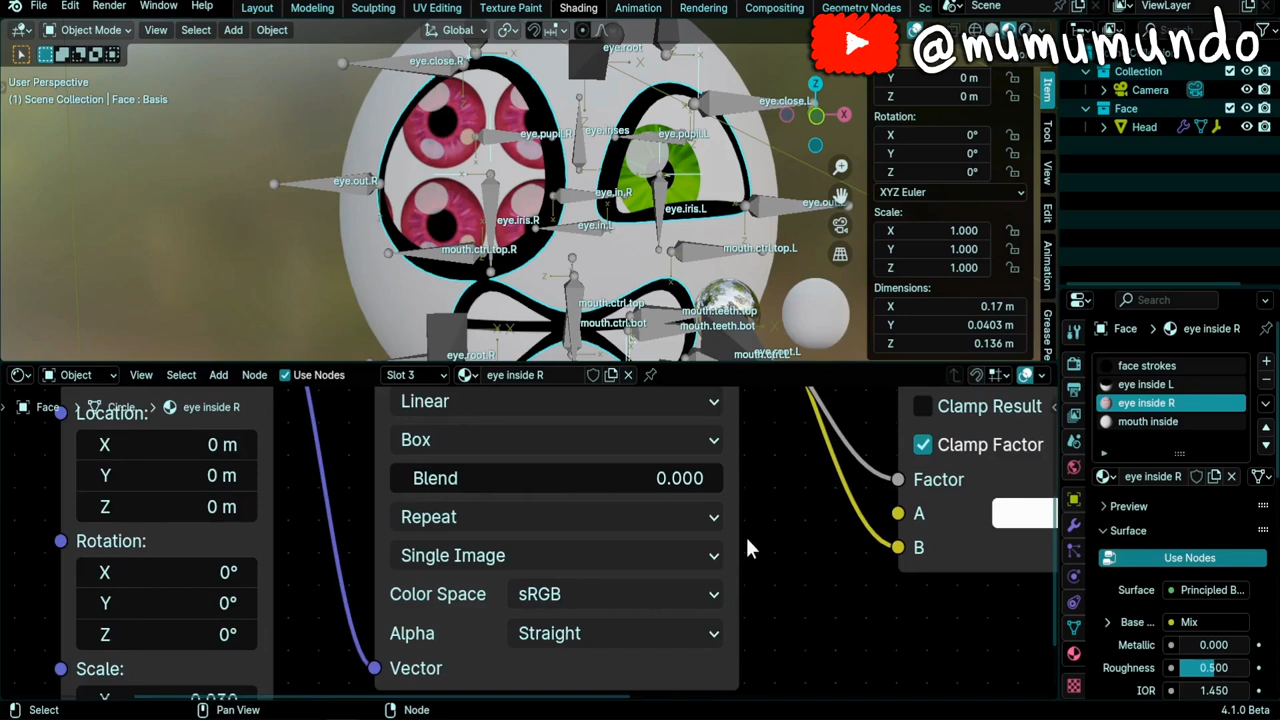 File Edit Render Window Help Layout Modeling Sculpting UV Editing Texture Paint Shading Animation Rendering Compositing Geometry Nodes Scene ViewLayer
@mumumundo
Object Mode View Select Add Object Global
User Perspective
(1) Scene Collection | Face : Basis
eye.root
eye.close.R
eye.close.L
eye.irises
eye.pupil.R
eye.pupil.L
eye.out.R
eye.in.R
eye.iris.R
eye.iris.L
eye.in.L
mouth.ctrl.top.R
mouth.ctrl.top.L
mouth.ctrl.top
mouth.ctrl.bot
mouth.teeth.top
mouth.teeth.bot
eye.root.R
eye.root.L
Z
X
Y 0 m
Z 0 m
Rotation:
X 0°
Y 0°
Z 0°
XYZ Euler
Scale:
X 1.000
Y 1.000
Z 1.000
Dimensions:
X 0.17 m
Y 0.0403 m
Z 0.136 m
Item
Tool
View
Edit
Animation
Grease Pe
Collection
Camera
Face
Head
Search
Face eye inside R
face strokes
eye inside L
eye inside R
mouth inside
eye inside R
Preview
Surface
Use Nodes
Surface Principled B...
Base ... Mix
Metallic 0.000
Roughness 0.500
IOR 1.450
Object View Select Add Node Use Nodes Slot 3 eye inside R
Face Circle eye inside R
Location:
X 0 m
Y 0 m
Z 0 m
Rotation:
X 0°
Y 0°
Z 0°
Scale:
Linear
Box
Blend 0.000
Repeat
Single Image
Color Space sRGB
Alpha Straight
Vector
Clamp Result
Clamp Factor
Factor
A
B
Select Pan View Node 4.1.0 Beta